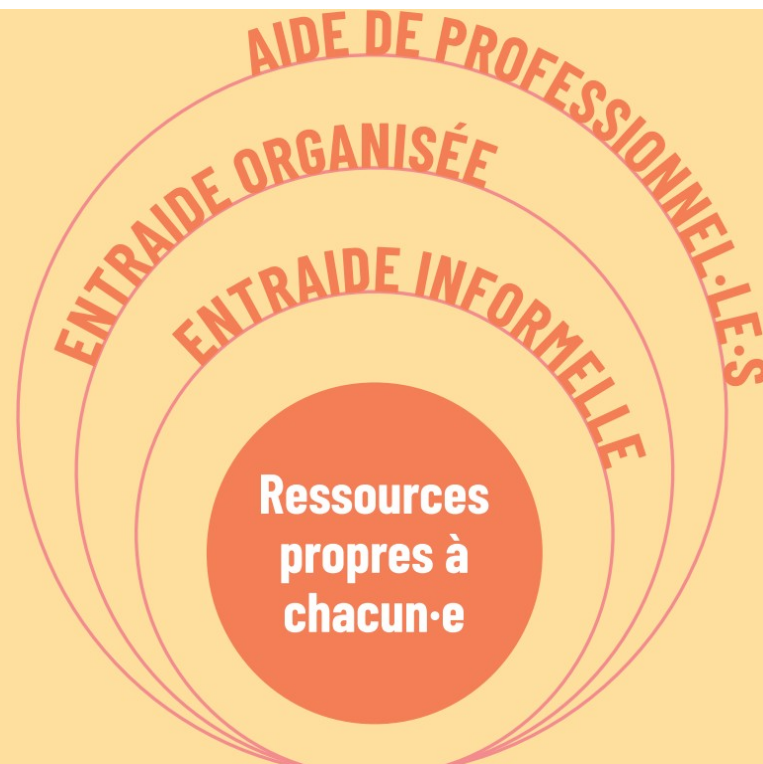 AIDE DE PROFESSIONNEL·LE·S
ENTRAIDE ORGANISÉE
ENTRAIDE INFORMELLE
Ressources
propres à
chacun·e